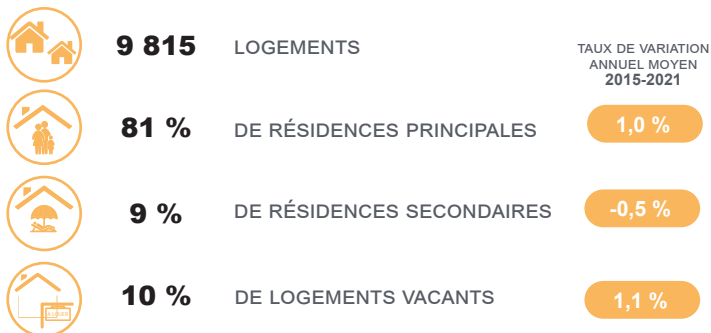 9 815 LOGEMENTS
TAUX DE VARIATION
ANNUEL MOYEN
2015-2021
81 % DE RÉSIDENCES PRINCIPALES 1,0 %
9 % DE RÉSIDENCES SECONDAIRES -0,5 %
10 % DE LOGEMENTS VACANTS 1,1 %